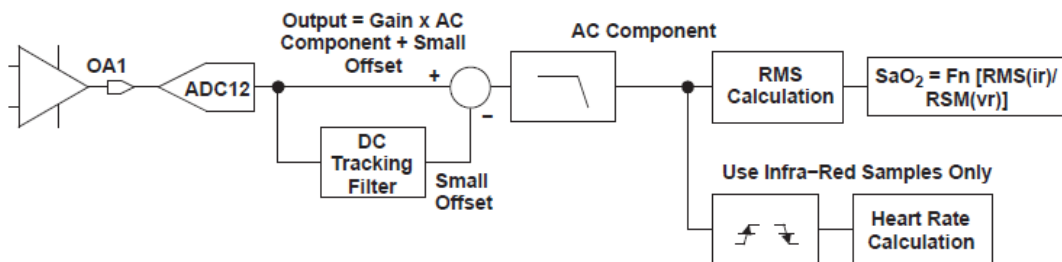 Output = Gain x AC
Component + Small
Offset
AC Component
OA1
ADC12
+
−
DC
Tracking
Filter
Small
Offset
RMS
Calculation
SaO2 = Fn [RMS(ir)/
RSM(vr)]
Use Infra−Red Samples Only
Heart Rate
Calculation